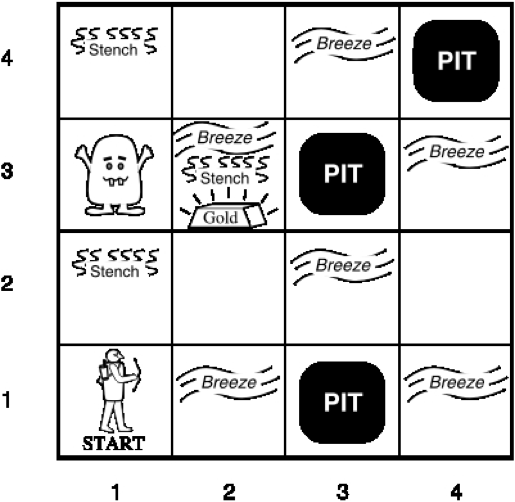 4
Stench
Breeze
PIT
3
Breeze
Stench
Gold
PIT
Breeze
2
Stench
Breeze
1
START
Breeze
PIT
Breeze
1 2 3 4